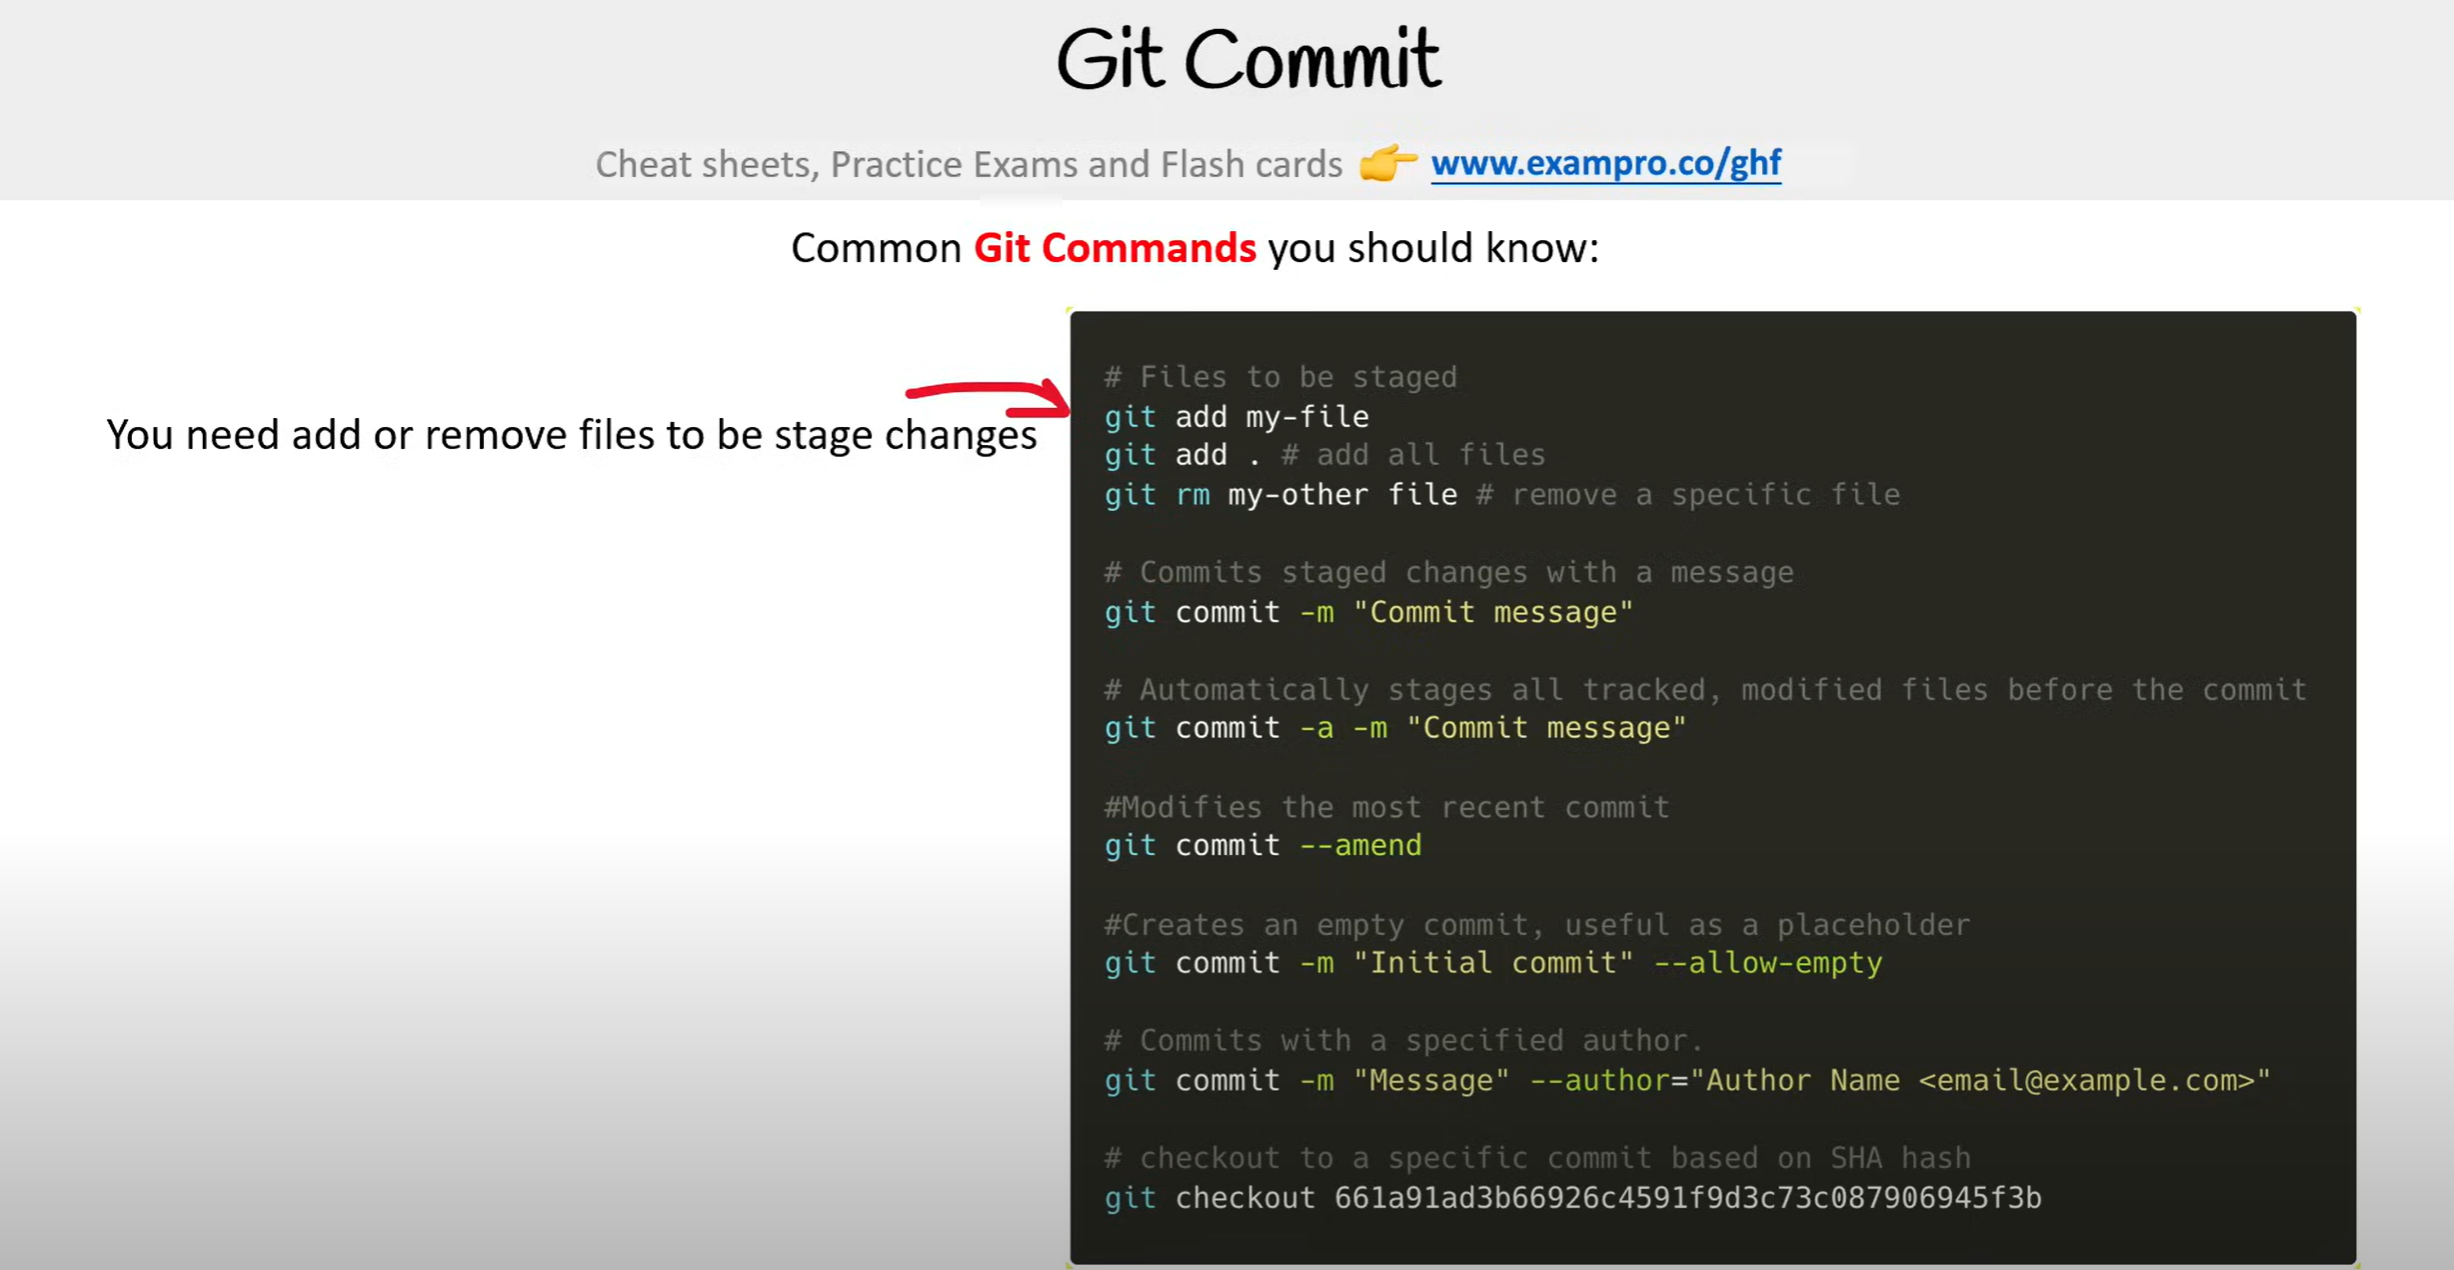 Git Commit
Cheat sheets, Practice Exams and Flash cards 👉 www.exampro.co/ghf
Common Git Commands you should know:
You need add or remove files to be stage changes
# Files to be staged
git add my-file
git add . # add all files
git rm my-other file # remove a specific file
# Commits staged changes with a message
git commit -m "Commit message"
# Automatically stages all tracked, modified files before the commit
git commit -a -m "Commit message"
#Modifies the most recent commit
git commit --amend
#Creates an empty commit, useful as a placeholder
git commit -m "Initial commit" --allow-empty
# Commits with a specified author.
git commit -m "Message" --author="Author Name <email@example.com>"
# checkout to a specific commit based on SHA hash
git checkout 661a91ad3b66926c4591f9d3c73c087906945f3b